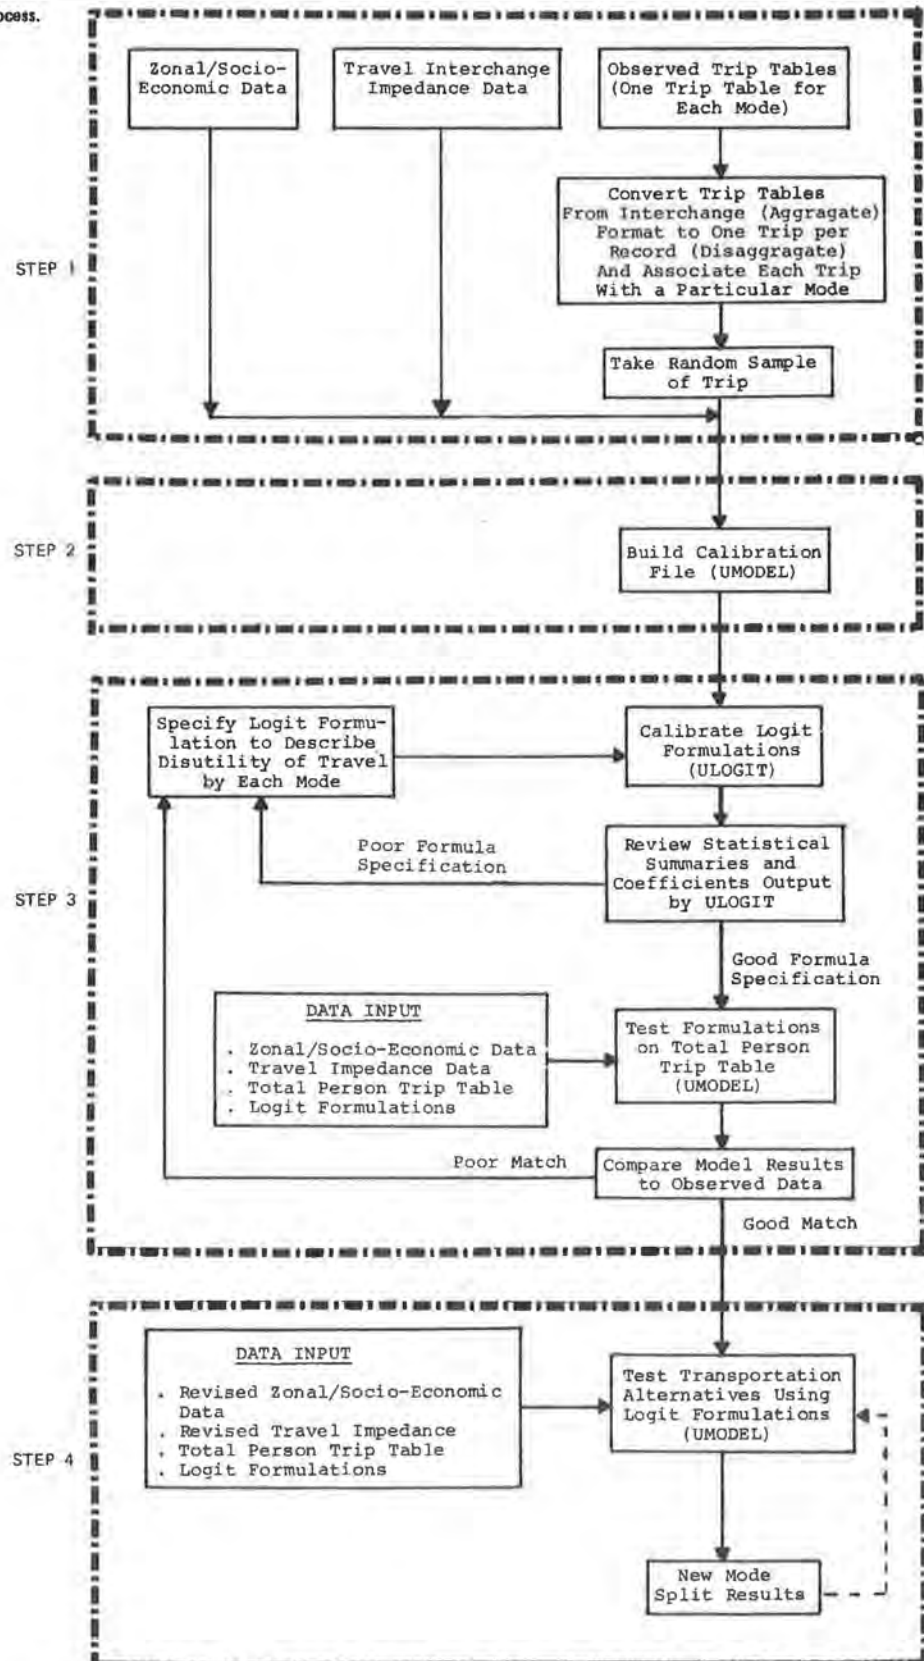 ocess.
Zonal/Socio-
Economic Data
Travel Interchange
Impedance Data
Observed Trip Tables
(One Trip Table for
Each Mode)
Convert Trip Tables
From Interchange (Aggragate)
Format to One Trip per
Record (Disaggragate)
And Associate Each Trip
With a Particular Mode
STEP 1
Take Random Sample
of Trip
STEP 2
Build Calibration
File (UMODEL)
Specify Logit Formu-
lation to Describe
Disutility of Travel
by Each Mode
Calibrate Logit
Formulations
(ULOGIT)
Poor Formula
Specification
Review Statistical
Summaries and
Coefficients Output
by ULOGIT
STEP 3
Good Formula
Specification
DATA INPUT
. Zonal/Socio-Economic Data
. Travel Impedance Data
. Total Person Trip Table
. Logit Formulations
Test Formulations
on Total Person
Trip Table
(UMODEL)
Poor Match
Compare Model Results
to Observed Data
Good Match
DATA INPUT
. Revised Zonal/Socio-Economic
Data
. Revised Travel Impedance
. Total Person Trip Table
. Logit Formulations
Test Transportation
Alternatives Using
Logit Formulations
(UMODEL)
STEP 4
New Mode
Split Results